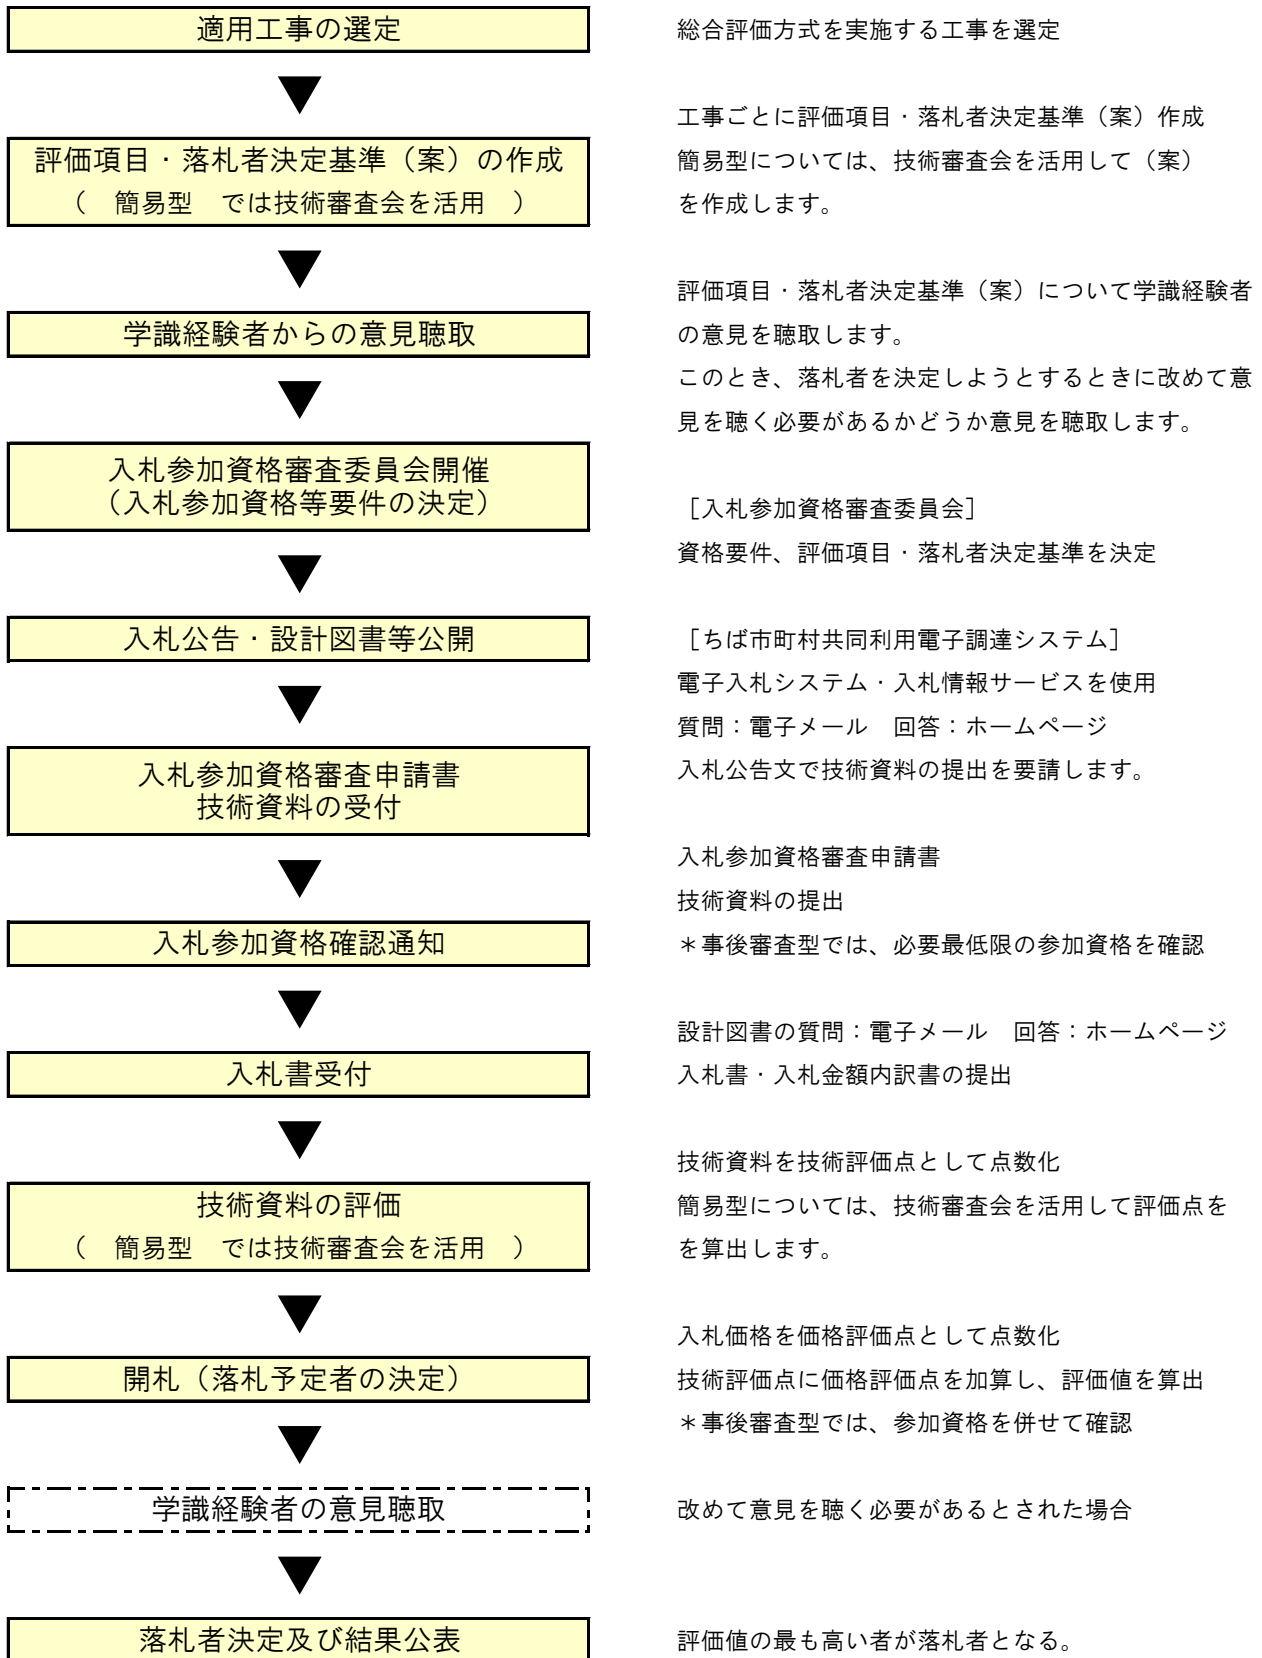 適用工事の選定
総合評価方式を実施する工事を選定
評価項目・落札者決定基準（案）の作成
（　簡易型　では技術審査会を活用　）
工事ごとに評価項目・落札者決定基準（案）作成
簡易型については、技術審査会を活用して（案）
を作成します。
学識経験者からの意見聴取
評価項目・落札者決定基準（案）について学識経験者
の意見を聴取します。
このとき、落札者を決定しようとするときに改めて意
見を聴く必要があるかどうか意見を聴取します。
入札参加資格審査委員会開催
（入札参加資格等要件の決定）
［入札参加資格審査委員会］
資格要件、評価項目・落札者決定基準を決定
入札公告・設計図書等公開
［ちば市町村共同利用電子調達システム］
電子入札システム・入札情報サービスを使用
質問：電子メール　回答：ホームページ
入札公告文で技術資料の提出を要請します。
入札参加資格審査申請書
技術資料の受付
入札参加資格審査申請書
技術資料の提出
＊事後審査型では、必要最低限の参加資格を確認
入札参加資格確認通知
設計図書の質問：電子メール　回答：ホームページ
入札書・入札金額内訳書の提出
入札書受付
技術資料を技術評価点として点数化
簡易型については、技術審査会を活用して評価点を
を算出します。
技術資料の評価
（　簡易型　では技術審査会を活用　）
入札価格を価格評価点として点数化
技術評価点に価格評価点を加算し、評価値を算出
＊事後審査型では、参加資格を併せて確認
開札（落札予定者の決定）
学識経験者の意見聴取
改めて意見を聴く必要があるとされた場合
落札者決定及び結果公表
評価値の最も高い者が落札者となる。